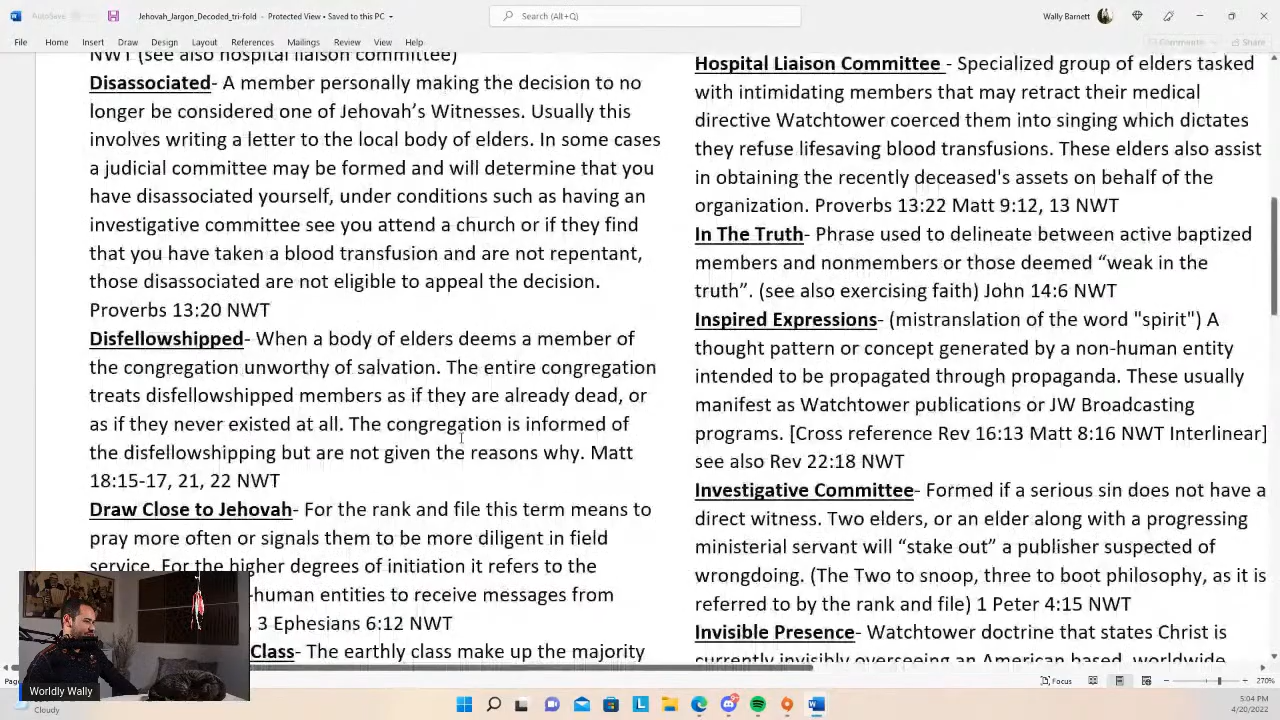 AutoSave
Jehovah_Jargon_Decoded_tri-fold - Protected View • Saved to this PC
Search (Alt+Q)
Wally Barnett
File Home Insert Draw Design Layout References Mailings Review View Help
Comments Share
NWT (see also hospital liaison committee)
Disassociated- A member personally making the decision to no
longer be considered one of Jehovah’s Witnesses. Usually this
involves writing a letter to the local body of elders. In some cases
a judicial committee may be formed and will determine that you
have disassociated yourself, under conditions such as having an
investigative committee see you attend a church or if they find
that you have taken a blood transfusion and are not repentant,
those disassociated are not eligible to appeal the decision.
Proverbs 13:20 NWT
Disfellowshipped- When a body of elders deems a member of
the congregation unworthy of salvation. The entire congregation
treats disfellowshipped members as if they are already dead, or
as if they never existed at all. The congregation is informed of
the disfellowshipping but are not given the reasons why. Matt
18:15-17, 21, 22 NWT
Draw Close to Jehovah- For the rank and file this term means to
pray more often or signals them to be more diligent in field
service. For the higher degrees of initiation it refers to the
-human entities to receive messages from
. 3 Ephesians 6:12 NWT
Class- The earthly class make up the majority
Hospital Liaison Committee - Specialized group of elders tasked
with intimidating members that may retract their medical
directive Watchtower coerced them into singing which dictates
they refuse lifesaving blood transfusions. These elders also assist
in obtaining the recently deceased's assets on behalf of the
organization. Proverbs 13:22 Matt 9:12, 13 NWT
In The Truth- Phrase used to delineate between active baptized
members and nonmembers or those deemed “weak in the
truth”. (see also exercising faith) John 14:6 NWT
Inspired Expressions- (mistranslation of the word "spirit") A
thought pattern or concept generated by a non-human entity
intended to be propagated through propaganda. These usually
manifest as Watchtower publications or JW Broadcasting
programs. [Cross reference Rev 16:13 Matt 8:16 NWT Interlinear]
see also Rev 22:18 NWT
Investigative Committee- Formed if a serious sin does not have a
direct witness. Two elders, or an elder along with a progressing
ministerial servant will “stake out” a publisher suspected of
wrongdoing. (The Two to snoop, three to boot philosophy, as it is
referred to by the rank and file) 1 Peter 4:15 NWT
Invisible Presence- Watchtower doctrine that states Christ is
currently invisibly overseeing an American based, worldwide
Worldly Wally
Focus
270%
Cloudy
5:04 PM
4/20/2022